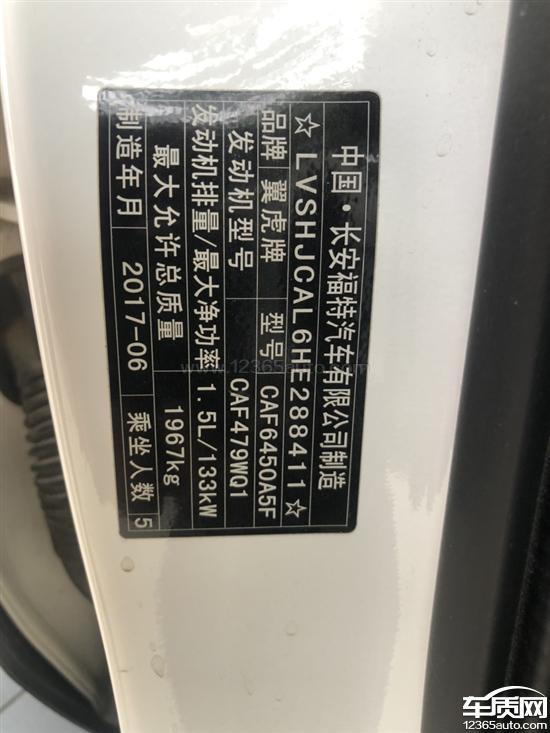 中国·长安福特汽车有限公司制造
☆LVSHJCAL6HE288411☆
品牌 翼虎牌 型号 CAF6450A5F
发动机型号 CAF479WQ1
发动机排量/最大净功率 1.5L/133kW
最大允许总质量 1967kg
制造年月 2017-06 乘坐人数 5
www.12365auto.com
车质网
12365auto.com